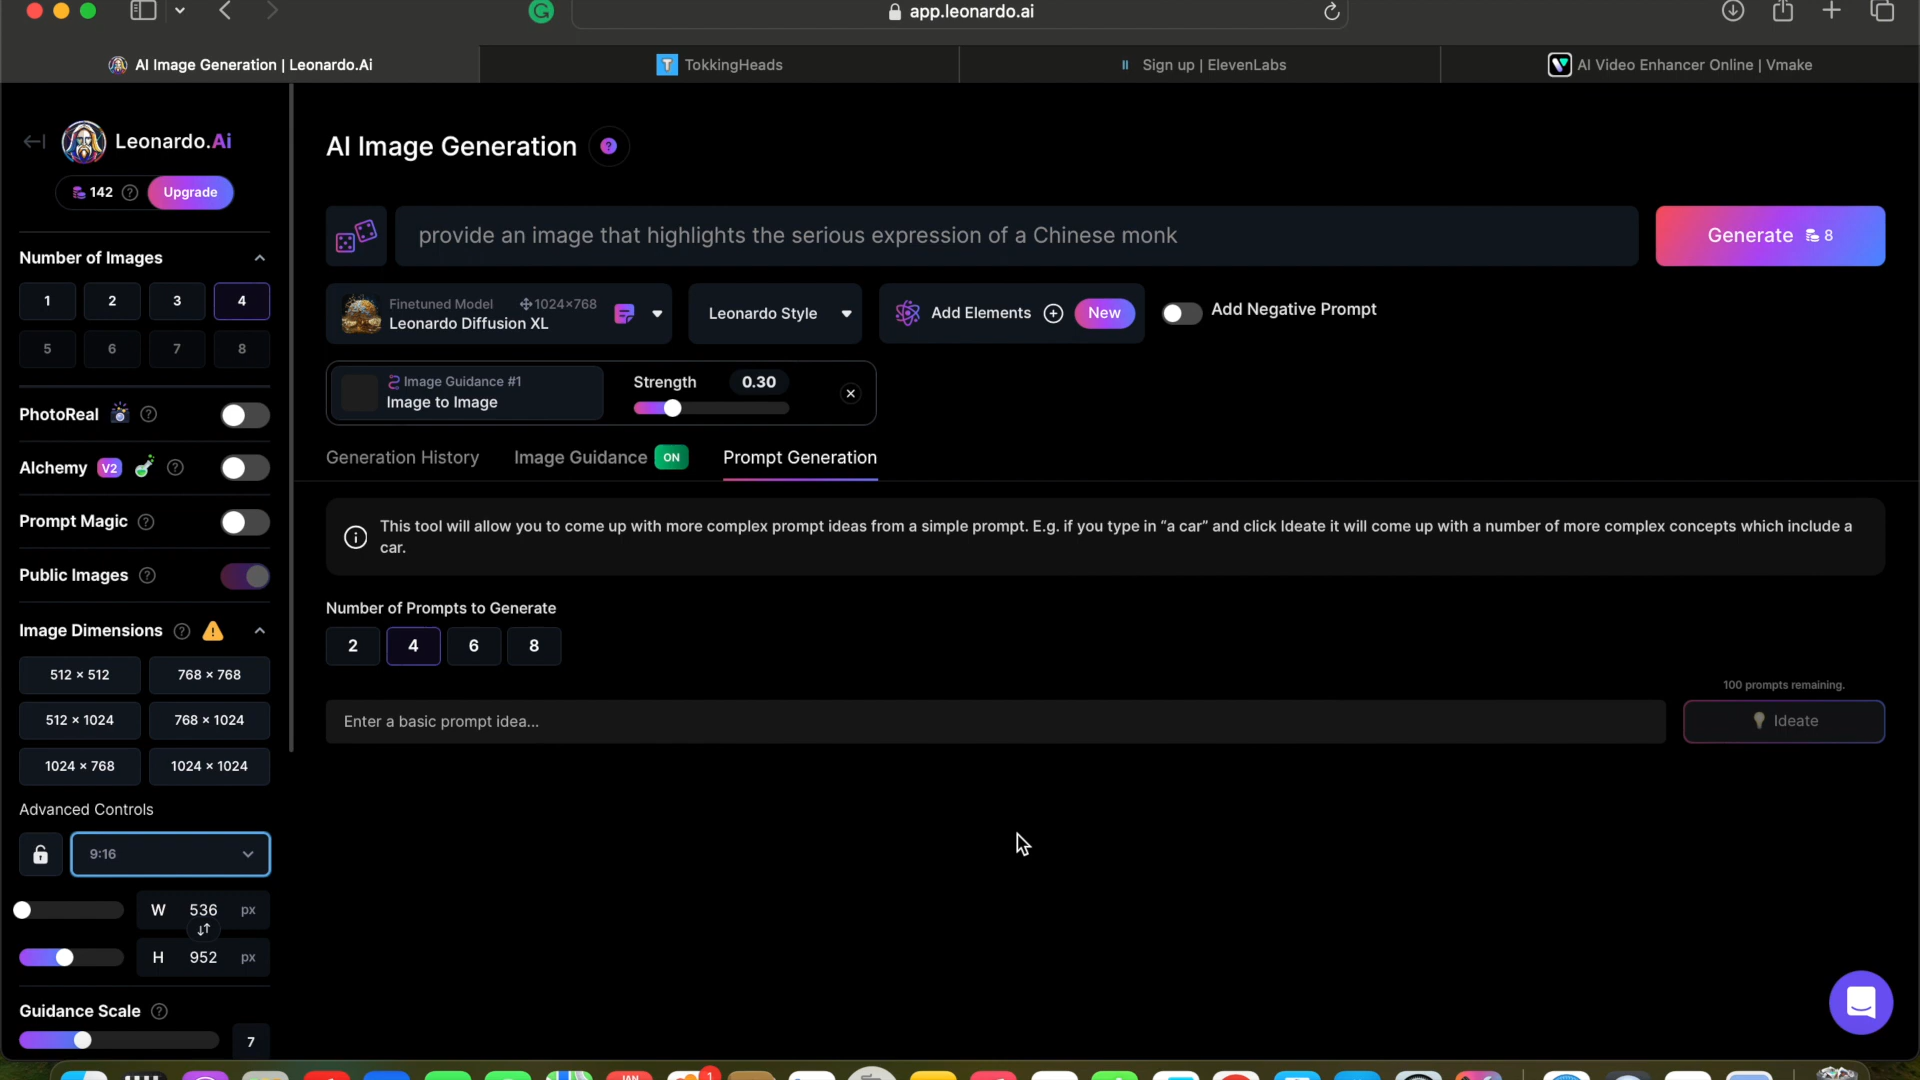 app.leonardo.ai
AI Image Generation | Leonardo.Ai
T TokkingHeads
Sign up | ElevenLabs
AI Video Enhancer Online | Vmake
Leonardo.Ai
142 ? Upgrade
AI Image Generation ?
provide an image that highlights the serious expression of a Chinese monk
Generate 8
Number of Images
1 2 3 4
5 6 7 8
Finetuned Model 1024×768
Leonardo Diffusion XL
Leonardo Style
Add Elements New
Add Negative Prompt
Image Guidance #1
Image to Image
Strength 0.30
PhotoReal ?
Alchemy V2 ?
Prompt Magic ?
Public Images ?
Generation History Image Guidance ON Prompt Generation
This tool will allow you to come up with more complex prompt ideas from a simple prompt. E.g. if you type in “a car” and click Ideate it will come up with a number of more complex concepts which include a
car.
Number of Prompts to Generate
2 4 6 8
100 prompts remaining.
Enter a basic prompt idea...
Ideate
Image Dimensions ?
512 × 512 768 × 768
512 × 1024 768 × 1024
1024 × 768 1024 × 1024
Advanced Controls
9:16
W 536 px
H 952 px
Guidance Scale ?
7
JAN
1